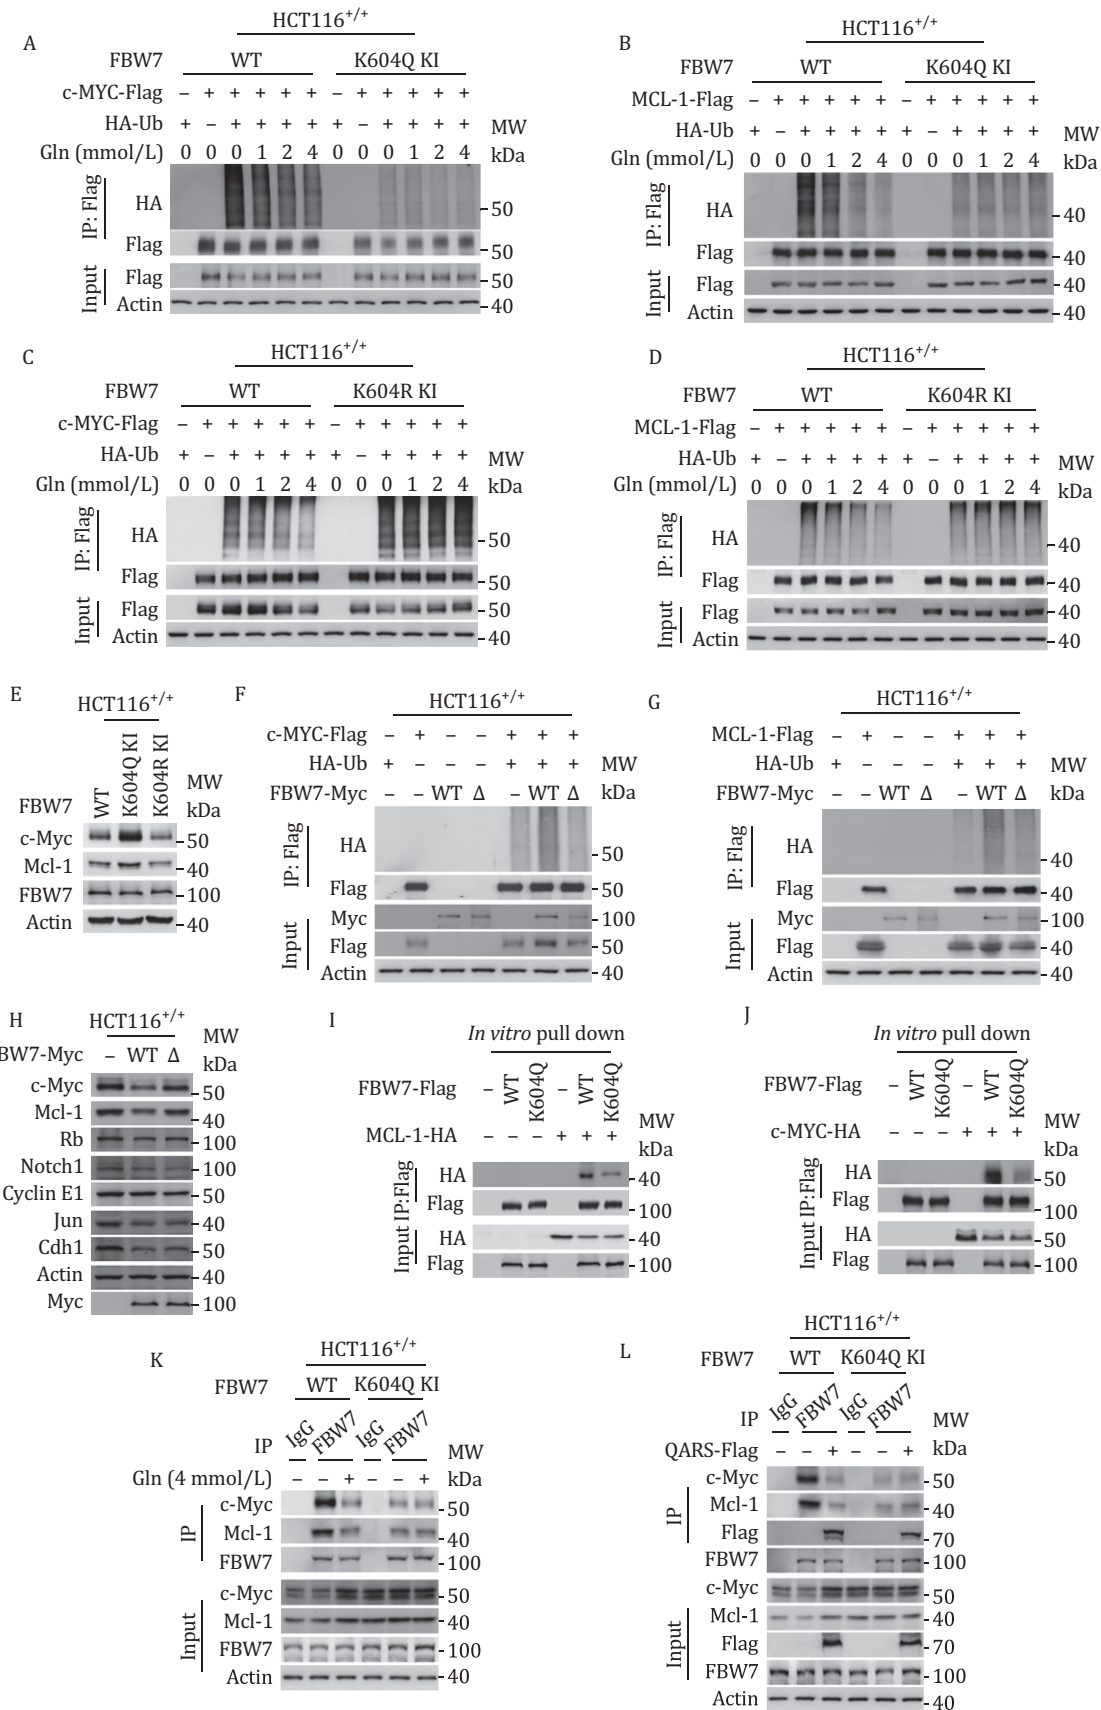 A
HCT116+/+
FBW7 WT K604Q KI
c-MYC-Flag – + + + + + – + + + + +
HA-Ub + – + + + + + – + + + + MW
Gln (mmol/L) 0 0 0 1 2 4 0 0 0 1 2 4 kDa
IP: Flag
HA 50
Flag 50
Input
Flag 50
Actin 40
B
HCT116+/+
FBW7 WT K604Q KI
MCL-1-Flag – + + + + + – + + + + +
HA-Ub + – + + + + + – + + + + MW
Gln (mmol/L) 0 0 0 1 2 4 0 0 0 1 2 4 kDa
IP: Flag
HA 40
Flag 40
Input
Flag 40
Actin 40
C
HCT116+/+
FBW7 WT K604R KI
c-MYC-Flag – + + + + + – + + + + +
HA-Ub + – + + + + + – + + + + MW
Gln (mmol/L) 0 0 0 1 2 4 0 0 0 1 2 4 kDa
IP: Flag
HA 50
Flag 50
Input
Flag 50
Actin 40
D
HCT116+/+
FBW7 WT K604R KI
MCL-1-Flag – + + + + + – + + + + +
HA-Ub + – + + + + + – + + + + MW
Gln (mmol/L) 0 0 0 1 2 4 0 0 0 1 2 4 kDa
IP: Flag
HA 40
Flag 40
Input
Flag 40
Actin 40
E
HCT116+/+
FBW7 WT K604Q KI K604R KI MW
kDa
c-Myc 50
Mcl-1 40
FBW7 100
Actin 40
F
HCT116+/+
c-MYC-Flag – + – – + + +
HA-Ub + – – – + + + MW
FBW7-Myc – – WT Δ – WT Δ kDa
IP: Flag
HA 50
Flag 50
Input
Myc 100
Flag 50
Actin 40
G
HCT116+/+
MCL-1-Flag – + – – + + +
HA-Ub + – – – + + + MW
FBW7-Myc – – WT Δ – WT Δ kDa
IP: Flag
HA 40
Flag 40
Input
Myc 100
Flag 40
Actin 40
H
HCT116+/+ MW
BW7-Myc – WT Δ kDa
c-Myc 50
Mcl-1 40
Rb 100
Notch1 100
Cyclin E1 50
Jun 40
Cdh1 50
Actin 40
Myc 100
I
In vitro pull down
FBW7-Flag – WT K604Q – WT K604Q MW
MCL-1-HA – – – + + + kDa
IP:Flag
HA 40
Flag 100
Input
HA 40
Flag 100
J
In vitro pull down
FBW7-Flag – WT K604Q – WT K604Q MW
c-MYC-HA – – – + + + kDa
IP:Flag
HA 50
Flag 100
Input
HA 50
Flag 100
K
HCT116+/+
FBW7 WT K604Q KI
IP IgG FBW7 IgG FBW7 MW
Gln (4 mmol/L) – – + – – + kDa
IP
c-Myc 50
Mcl-1 40
FBW7 100
Input
c-Myc 50
Mcl-1 40
FBW7 100
Actin 40
L
HCT116+/+
FBW7 WT K604Q KI
IP IgG FBW7 IgG FBW7 MW
QARS-Flag – – + – – + kDa
IP
c-Myc 50
Mcl-1 40
Flag 70
FBW7 100
Input
c-Myc 50
Mcl-1 40
Flag 70
FBW7 100
Actin 40